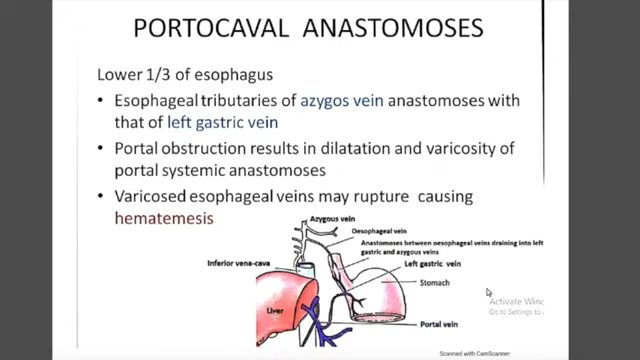 PORTOCAVAL ANASTOMOSES
Lower 1/3 of esophagus
• Esophageal tributaries of azygos vein anastomoses with
that of left gastric vein
• Portal obstruction results in dilatation and varicosity of
portal systemic anastomoses
• Varicosed esophageal veins may rupture causing
hematemesis
Azygous vein
Oesophageal vein
Anastomoses between oesophageal veins draining into left
gastric and azygous veins
Inferior vena-cava
Left gastric vein
Stomach
Liver
Portal vein
Activate Winc
Go to Settings to
Scanned with CamScanner